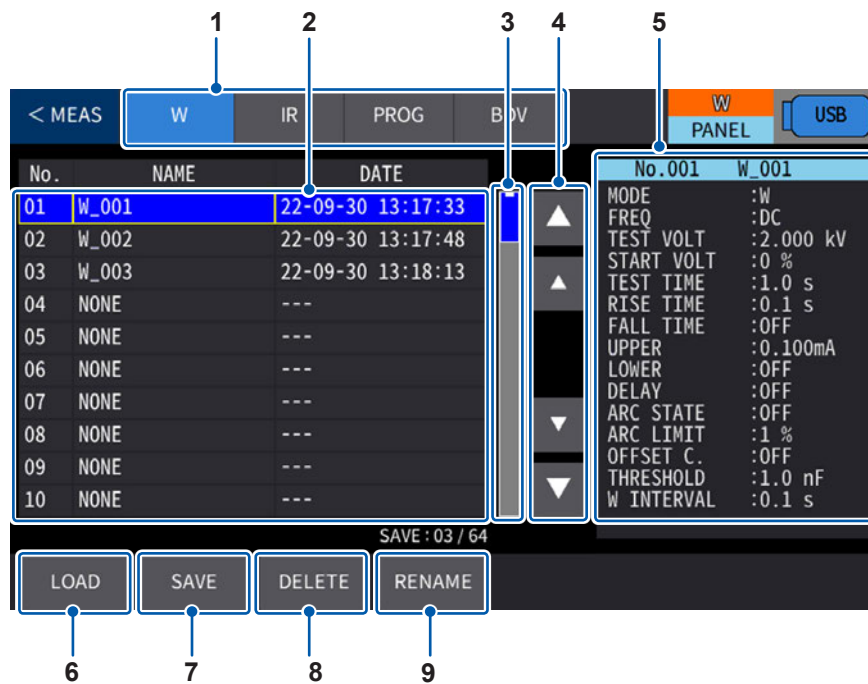 1 2 3 4 5
< MEAS W IR PROG BDV W PANEL USB
No. NAME DATE
01 W_001 22-09-30 13:17:33
02 W_002 22-09-30 13:17:48
03 W_003 22-09-30 13:18:13
04 NONE ---
05 NONE ---
06 NONE ---
07 NONE ---
08 NONE ---
09 NONE ---
10 NONE ---
SAVE : 03 / 64
No.001 W_001
MODE :W
FREQ :DC
TEST VOLT :2.000 kV
START VOLT :0 %
TEST TIME :1.0 s
RISE TIME :0.1 s
FALL TIME :OFF
UPPER :0.100mA
LOWER :OFF
DELAY :OFF
ARC STATE :OFF
ARC LIMIT :1 %
OFFSET C. :OFF
THRESHOLD :1.0 nF
W INTERVAL :0.1 s
LOAD SAVE DELETE RENAME
6 7 8 9